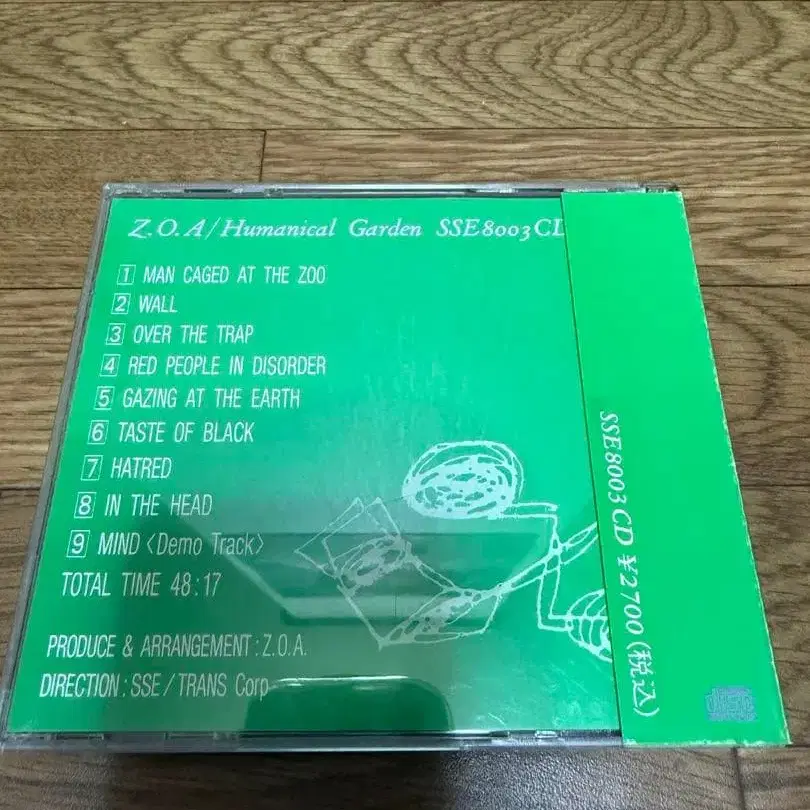 Z.O.A/Humanical Garden SSE8003CD
1 MAN CAGED AT THE ZOO
2 WALL
3 OVER THE TRAP
4 RED PEOPLE IN DISORDER
5 GAZING AT THE EARTH
6 TASTE OF BLACK
7 HATRED
8 IN THE HEAD
9 MIND <Demo Track>
TOTAL TIME 48:17
PRODUCE & ARRANGEMENT:Z.O.A.
DIRECTION:SSE/TRANS Corp
SSE8003CD ¥2700(税込)